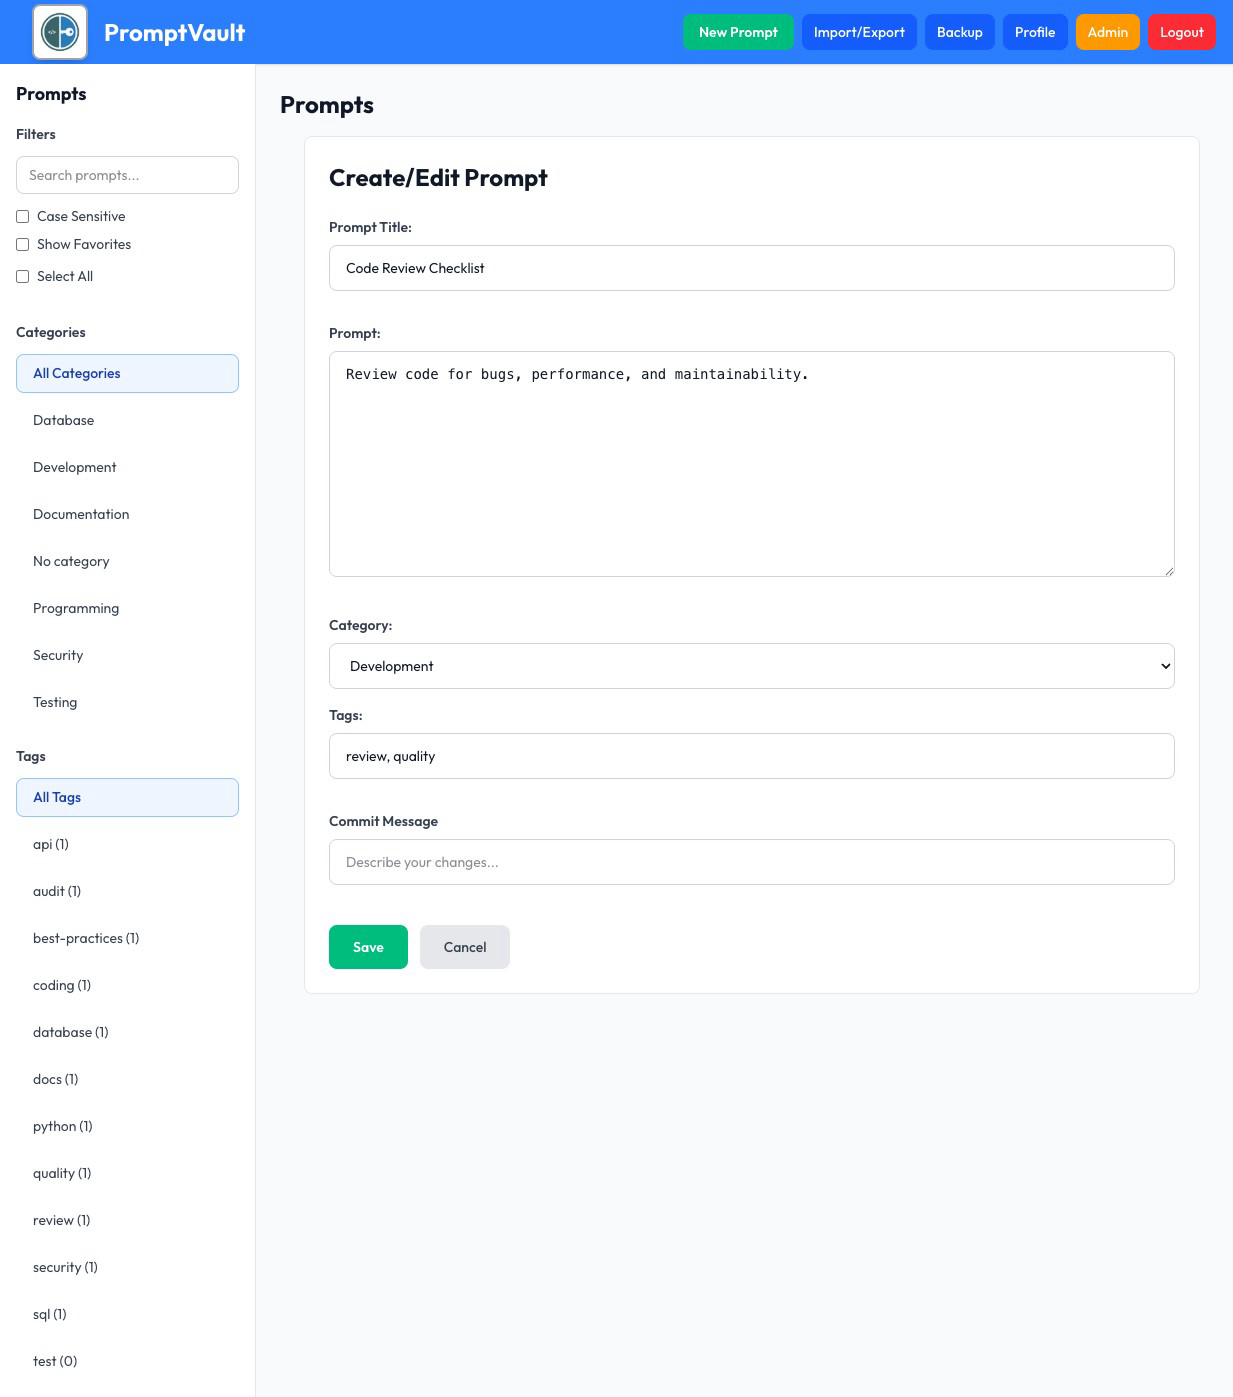 PromptVault
New Prompt
Import/Export
Backup
Profile
Admin
Logout
Prompts
Filters
Search prompts...
Case Sensitive
Show Favorites
Select All
Categories
All Categories
Database
Development
Documentation
No category
Programming
Security
Testing
Tags
All Tags
api (1)
audit (1)
best-practices (1)
coding (1)
database (1)
docs (1)
python (1)
quality (1)
review (1)
security (1)
sql (1)
test (0)
Prompts
Create/Edit Prompt
Prompt Title:
Code Review Checklist
Prompt:
Review code for bugs, performance, and maintainability.
Category:
Development
Tags:
review, quality
Commit Message
Describe your changes...
Save
Cancel